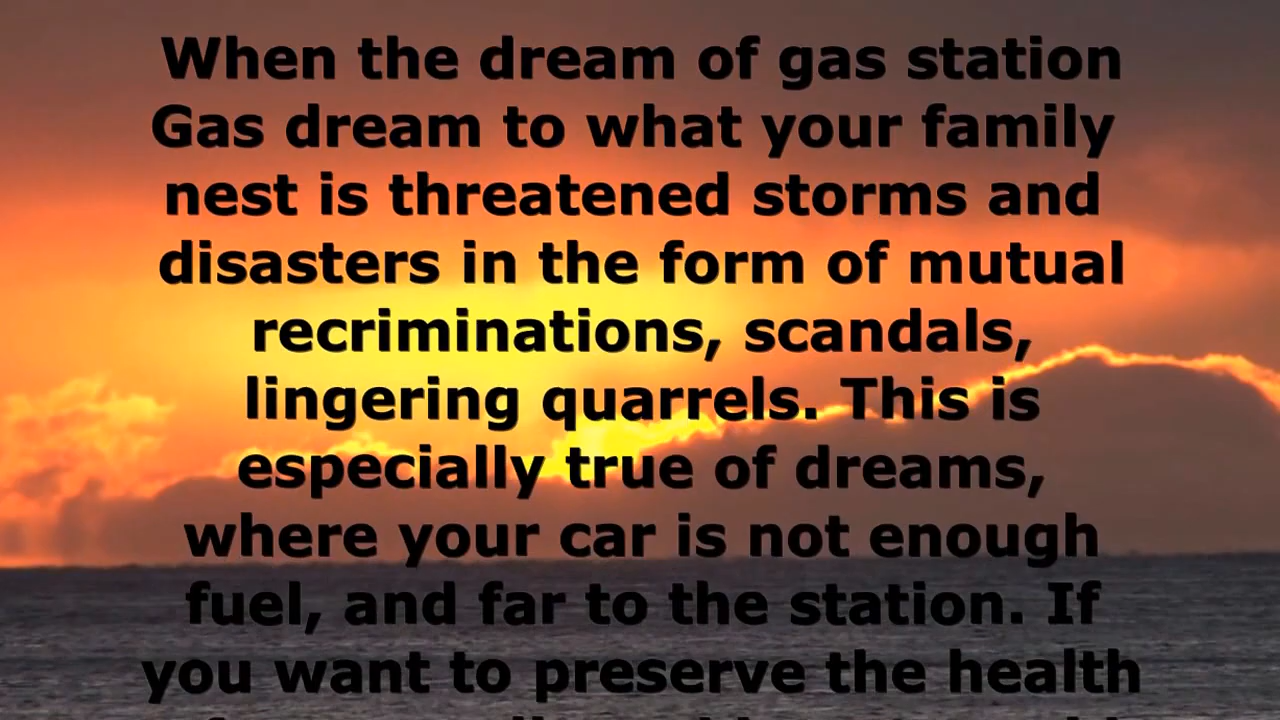 When the dream of gas station
Gas dream to what your family
nest is threatened storms and
disasters in the form of mutual
recriminations, scandals,
lingering quarrels. This is
especially true of dreams,
where your car is not enough
fuel, and far to the station. If
you want to preserve the health